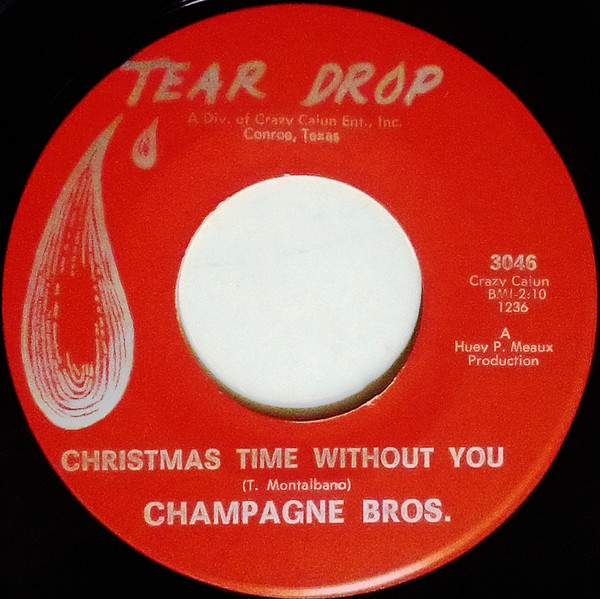 TEAR DROP
A Div. of Crazy Cajun Ent., Inc.
Conroe, Texas
3046
Crazy Cajun
BMI-2:10
1236
A
Huey P. Meaux
Production
CHRISTMAS TIME WITHOUT YOU
(T. Montalbano)
CHAMPAGNE BROS.